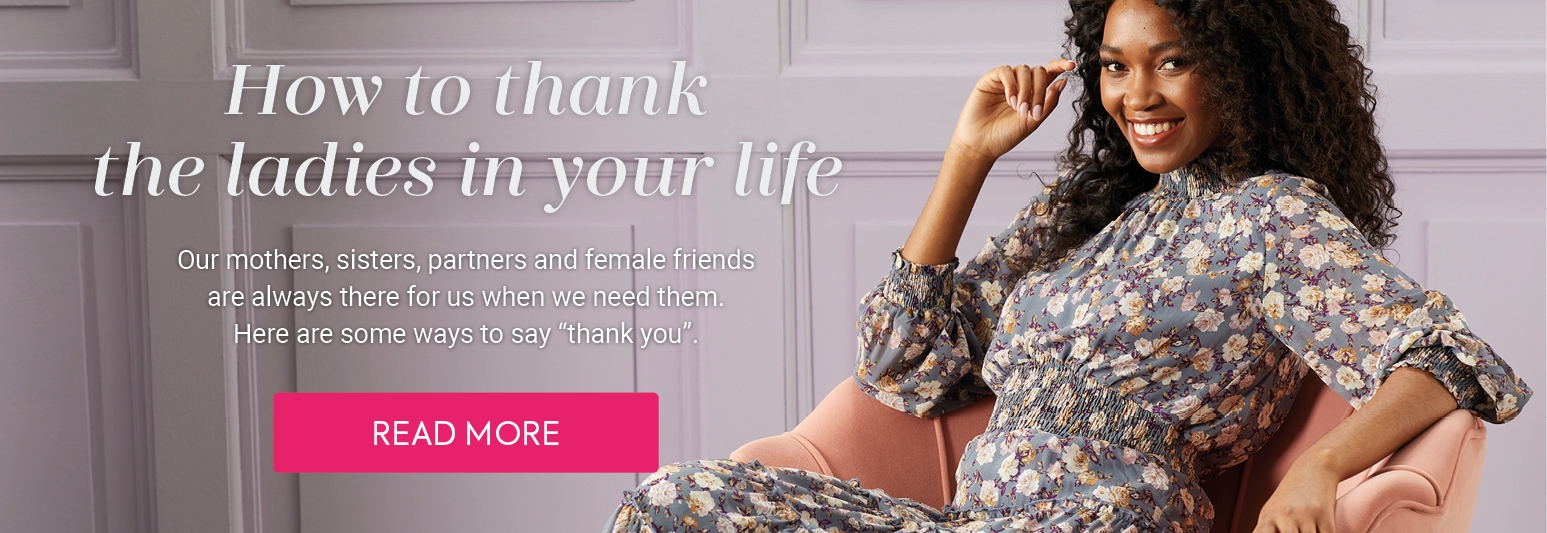 How to thank
the ladies in your life
Our mothers, sisters, partners and female friends
are always there for us when we need them.
Here are some ways to say “thank you”.
READ MORE